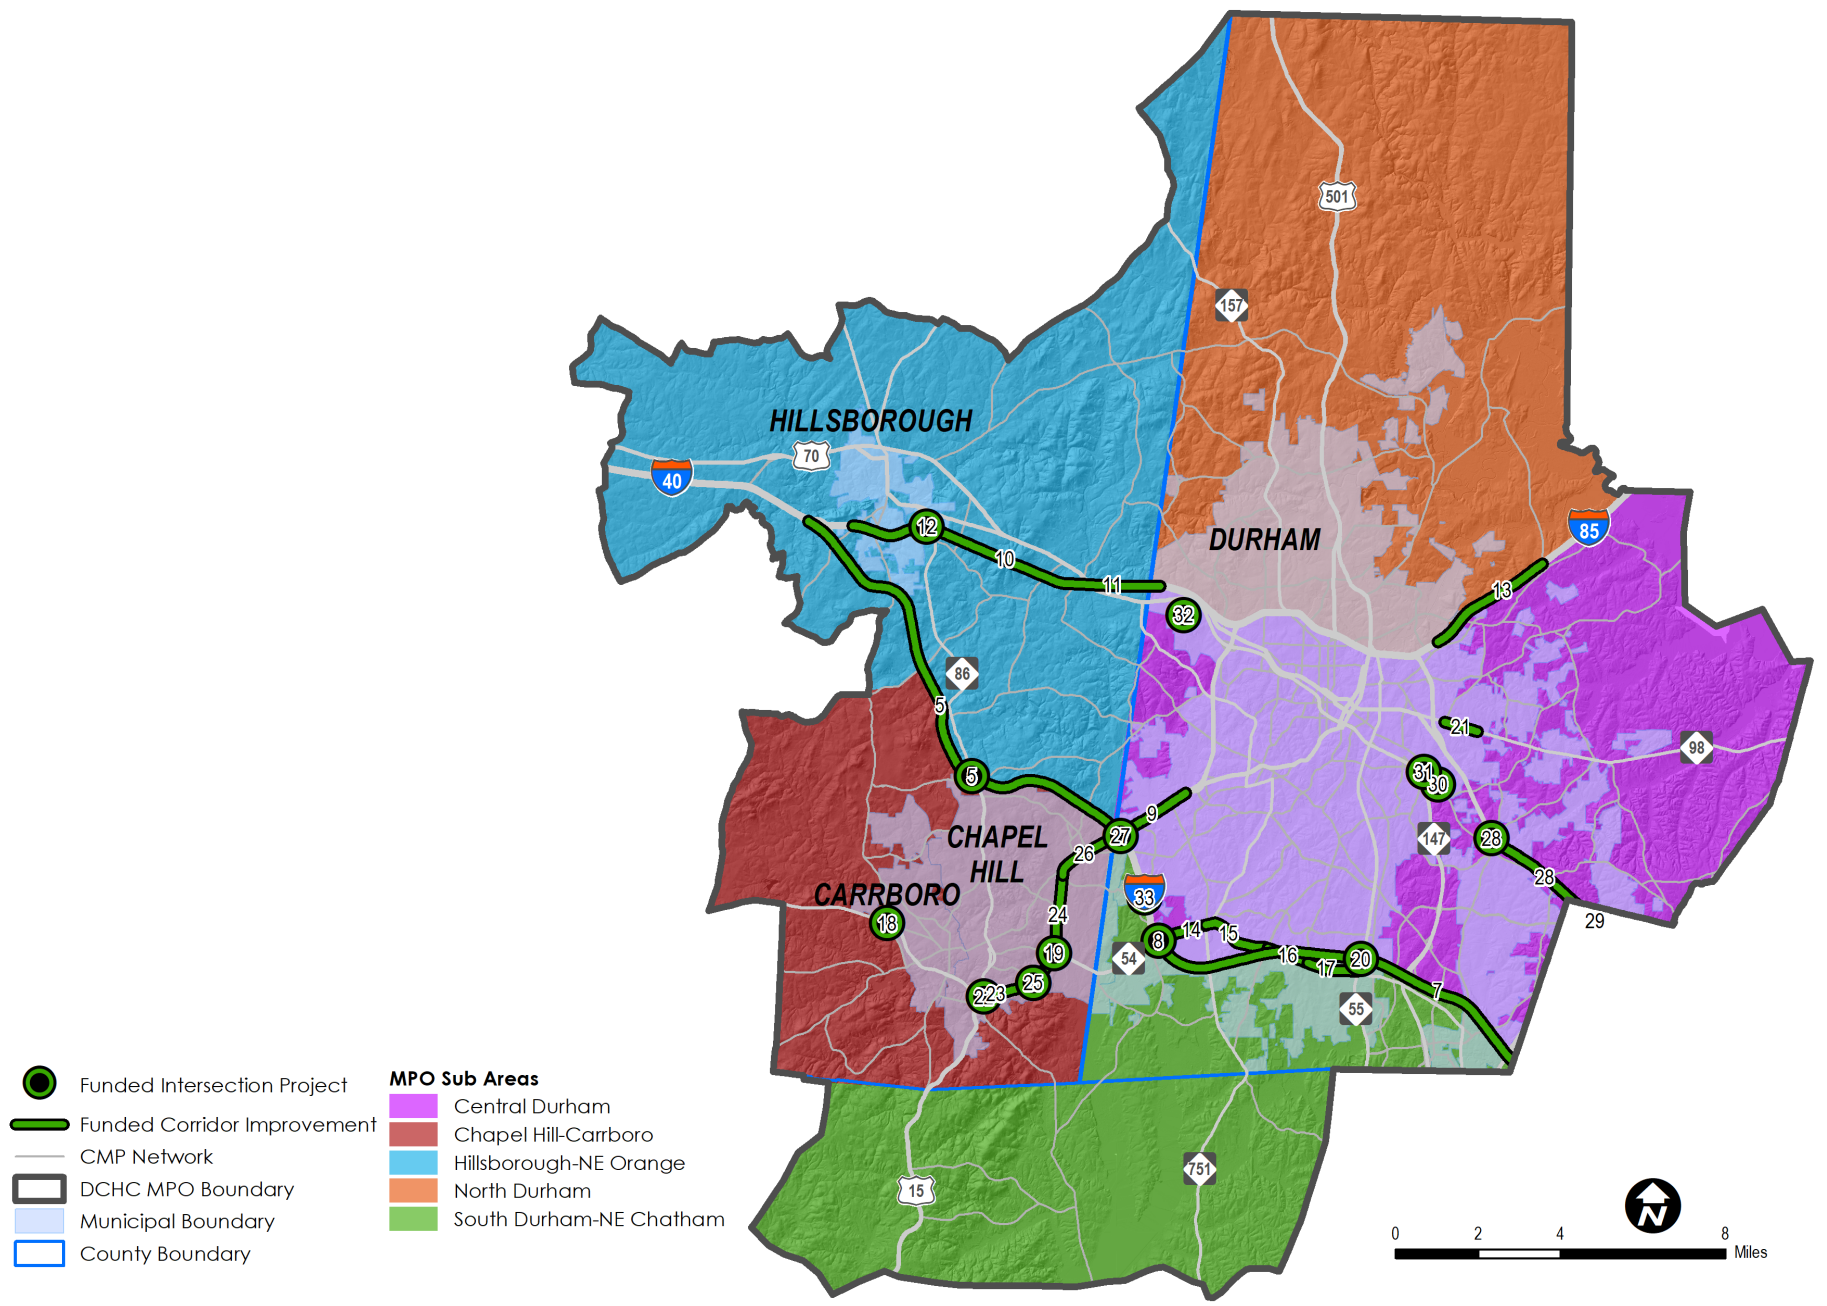 501
157
HILLSBOROUGH
70
40
12
DURHAM
85
10
11
13
32
86
5
21
98
5
31
30
9
CHAPEL
HILL
27
147
28
26
28
CARRBORO
33
24
29
18
14
15
8
19
54
16
20
17
25
7
23
55
Funded Intersection Project
Funded Corridor Improvement
CMP Network
DCHC MPO Boundary
Municipal Boundary
County Boundary
MPO Sub Areas
Central Durham
Chapel Hill-Carrboro
Hillsborough-NE Orange
North Durham
South Durham-NE Chatham
751
15
N
0 2 4 8
Miles